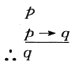 p
p → q
∴ q